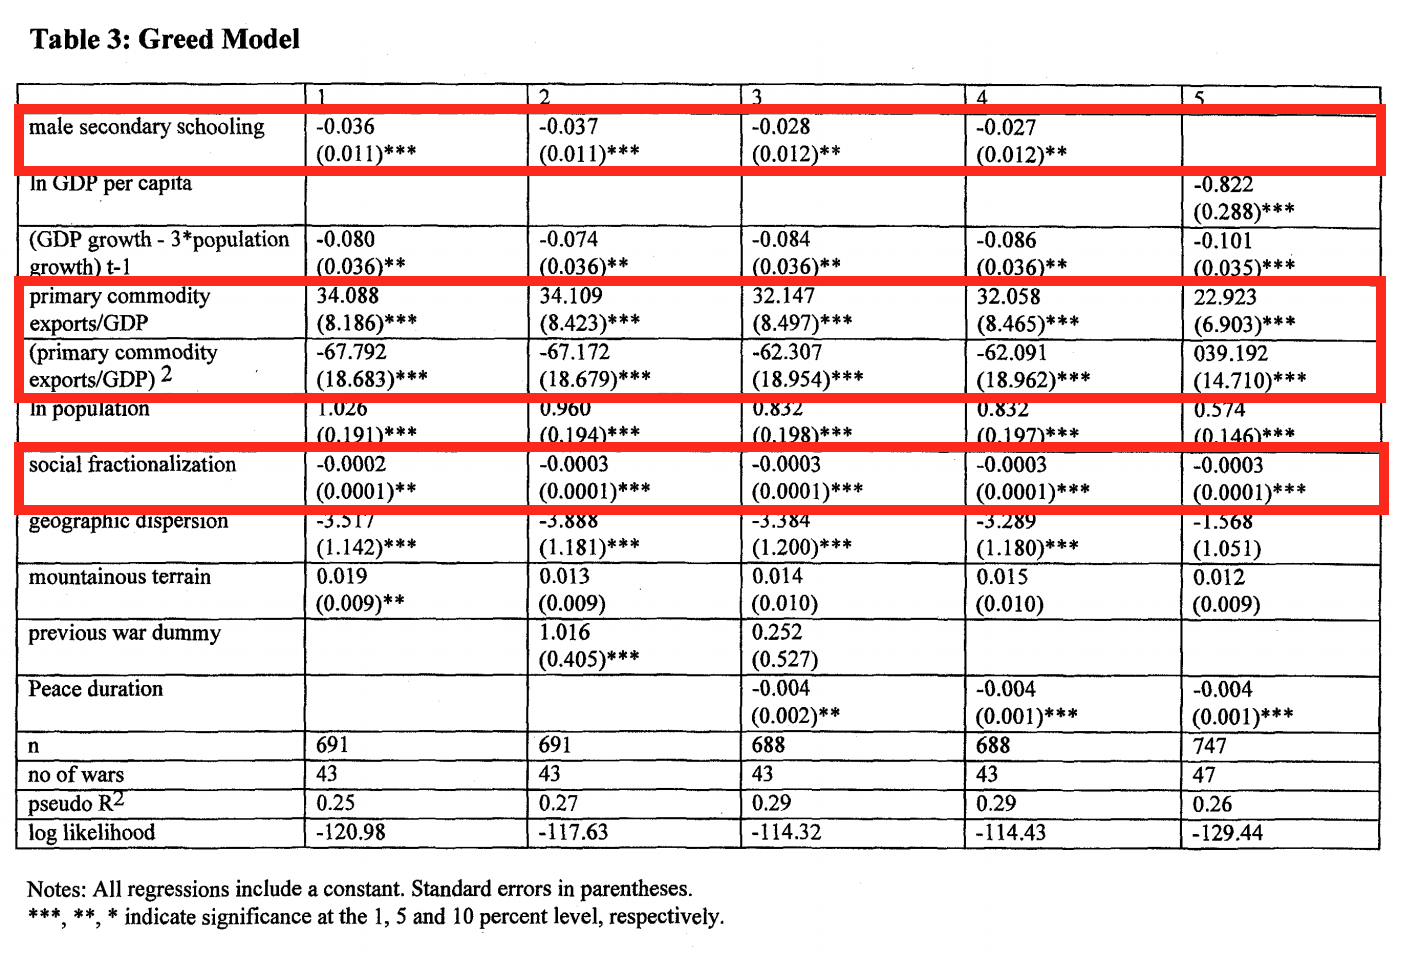 Table 3: Greed Model
1 2 3 4 5
male secondary schooling -0.036 -0.037 -0.028 -0.027
(0.011)*** (0.011)*** (0.012)** (0.012)**
ln GDP per capita -0.822
(0.288)***
(GDP growth - 3*population -0.080 -0.074 -0.084 -0.086 -0.101
growth) t-1 (0.036)** (0.036)** (0.036)** (0.036)** (0.035)***
primary commodity 34.088 34.109 32.147 32.058 22.923
exports/GDP (8.186)*** (8.423)*** (8.497)*** (8.465)*** (6.903)***
(primary commodity -67.792 -67.172 -62.307 -62.091 039.192
exports/GDP) 2 (18.683)*** (18.679)*** (18.954)*** (18.962)*** (14.710)***
ln population 1.026 0.960 0.832 0.832 0.574
(0.191)*** (0.194)*** (0.198)*** (0.197)*** (0.146)***
social fractionalization -0.0002 -0.0003 -0.0003 -0.0003 -0.0003
(0.0001)** (0.0001)*** (0.0001)*** (0.0001)*** (0.0001)***
geographic dispersion -3.517 -3.888 -3.384 -3.289 -1.568
(1.142)*** (1.181)*** (1.200)*** (1.180)*** (1.051)
mountainous terrain 0.019 0.013 0.014 0.015 0.012
(0.009)** (0.009) (0.010) (0.010) (0.009)
previous war dummy 1.016 0.252
(0.405)*** (0.527)
Peace duration -0.004 -0.004 -0.004
(0.002)** (0.001)*** (0.001)***
n 691 691 688 688 747
no of wars 43 43 43 43 47
pseudo R2 0.25 0.27 0.29 0.29 0.26
log likelihood -120.98 -117.63 -114.32 -114.43 -129.44
Notes: All regressions include a constant. Standard errors in parentheses.
***, **, * indicate significance at the 1, 5 and 10 percent level, respectively.